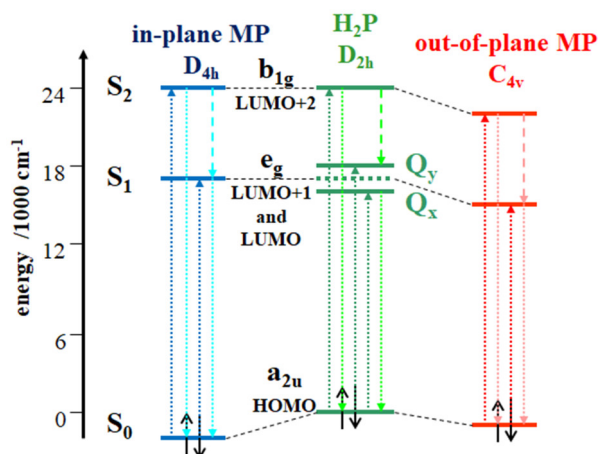 in-plane MP
D4h
H2P
D2h
out-of-plane MP
C4v
energy /1000 cm-1
24
18
12
6
0
S2
S1
S0
b1g
LUMO+2
eg
LUMO+1
and
LUMO
Qy
Qx
a2u
HOMO